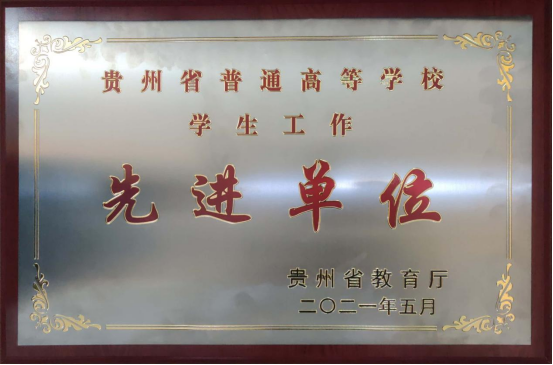 贵州省普通高等学校
学生工作
先进单位
贵州省教育厅
二〇二一年五月